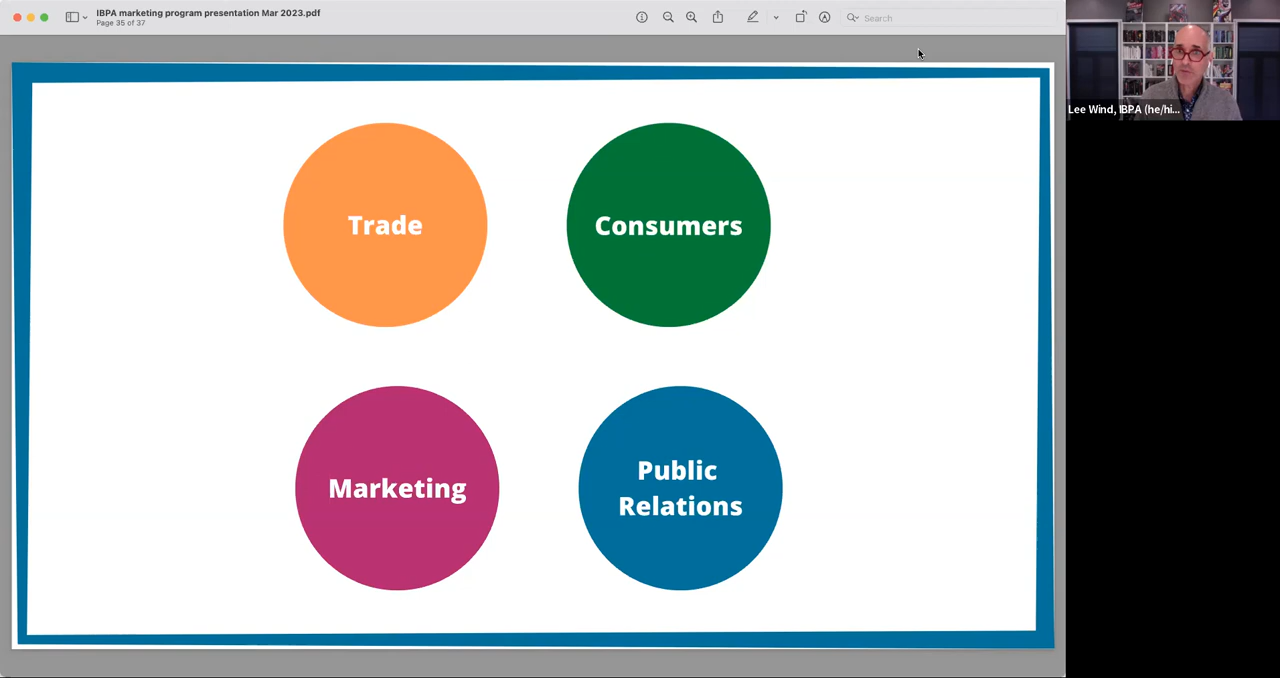 IBPA marketing program presentation Mar 2023.pdf
Page 35 of 37
Search
Lee Wind, IBPA (he/hi...
Trade
Consumers
Marketing
Public
Relations